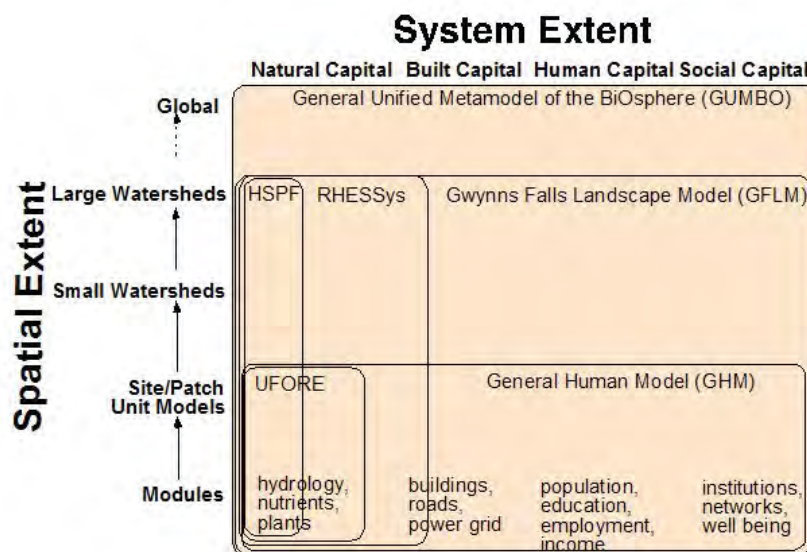 System Extent
Natural Capital Built Capital Human Capital Social Capital
Global
General Unified Metamodel of the BiOsphere (GUMBO)
Spatial Extent
Large Watersheds
HSPF RHESSys Gwynns Falls Landscape Model (GFLM)
Small Watersheds
Site/Patch
Unit Models
UFORE General Human Model (GHM)
Modules
hydrology,
nutrients,
plants
buildings,
roads,
power grid
population,
education,
employment,
income
institutions,
networks,
well being